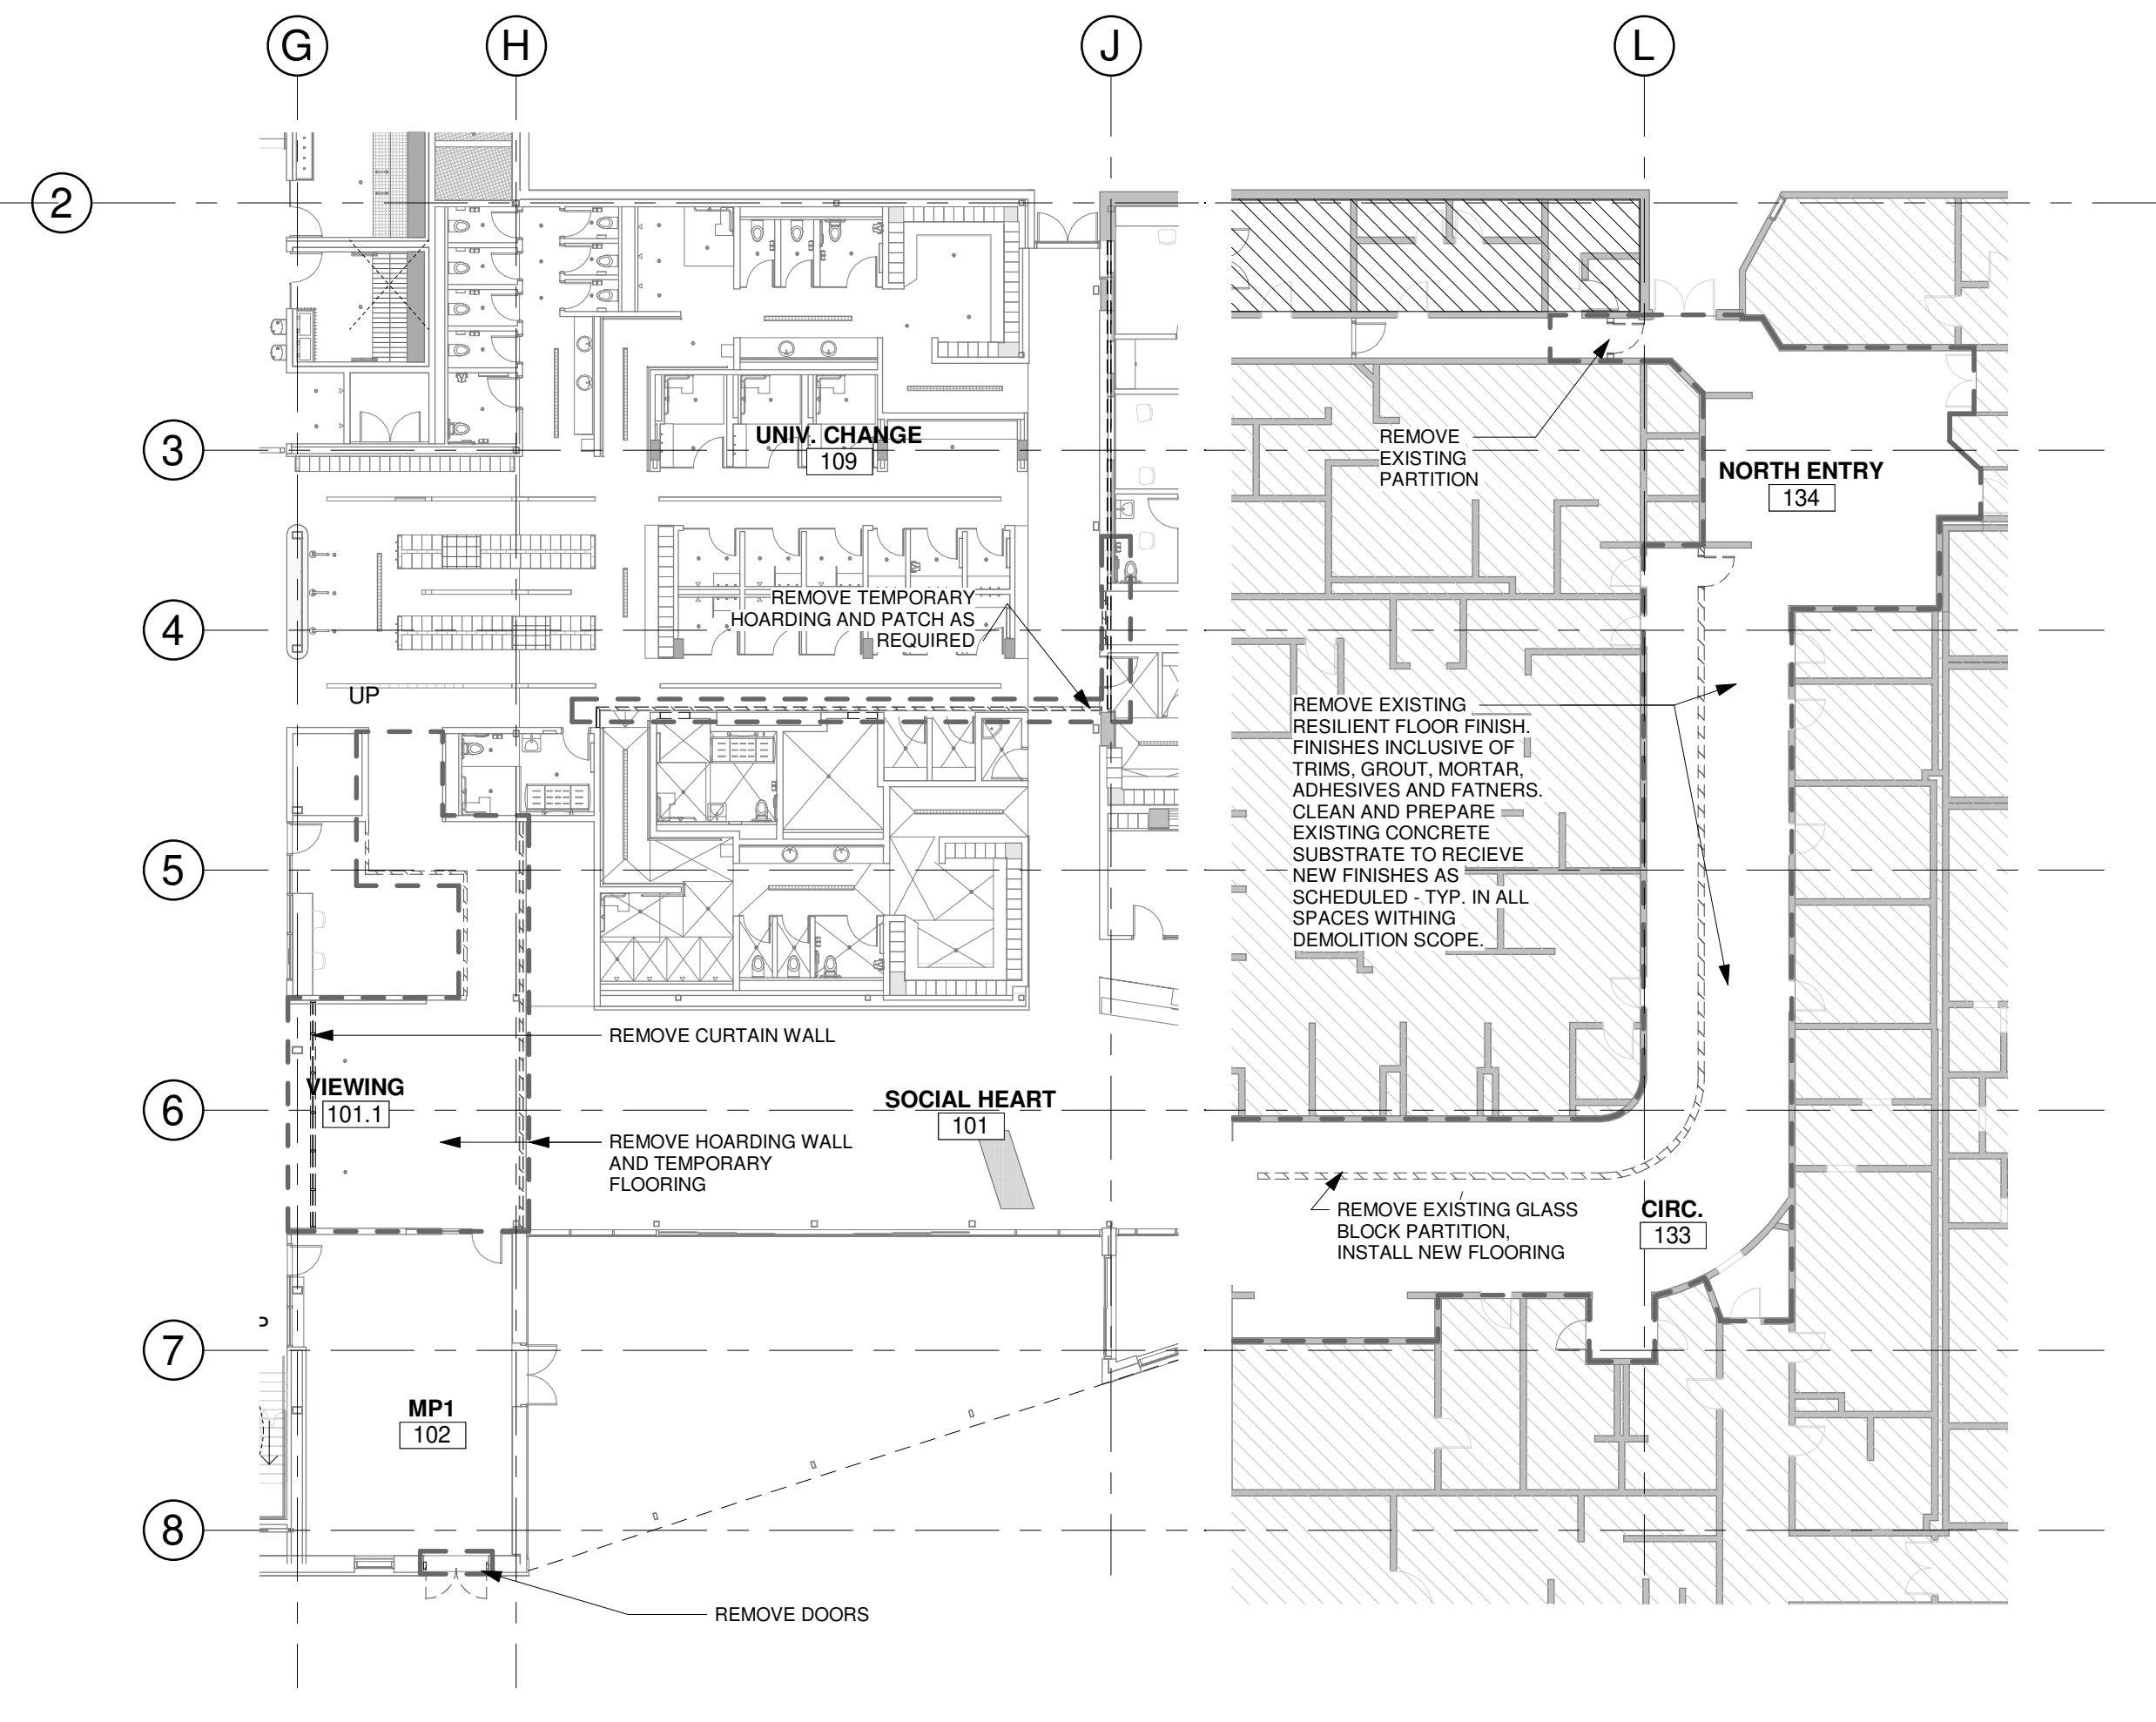 G
H
J
L
2
3
4
5
6
7
8
UNIV. CHANGE
109
REMOVE
EXISTING
PARTITION
NORTH ENTRY
134
REMOVE TEMPORARY
HOARDING AND PATCH AS
REQUIRED
UP
REMOVE EXISTING
RESILIENT FLOOR FINISH.
FINISHES INCLUSIVE OF
TRIMS, GROUT, MORTAR,
ADHESIVES AND FATNERS.
CLEAN AND PREPARE
EXISTING CONCRETE
SUBSTRATE TO RECIEVE
NEW FINISHES AS
SCHEDULED - TYP. IN ALL
SPACES WITHING
DEMOLITION SCOPE.
REMOVE CURTAIN WALL
VIEWING
101.1
SOCIAL HEART
101
REMOVE HOARDING WALL
AND TEMPORARY
FLOORING
REMOVE EXISTING GLASS
BLOCK PARTITION,
INSTALL NEW FLOORING
CIRC.
133
MP1
102
REMOVE DOORS